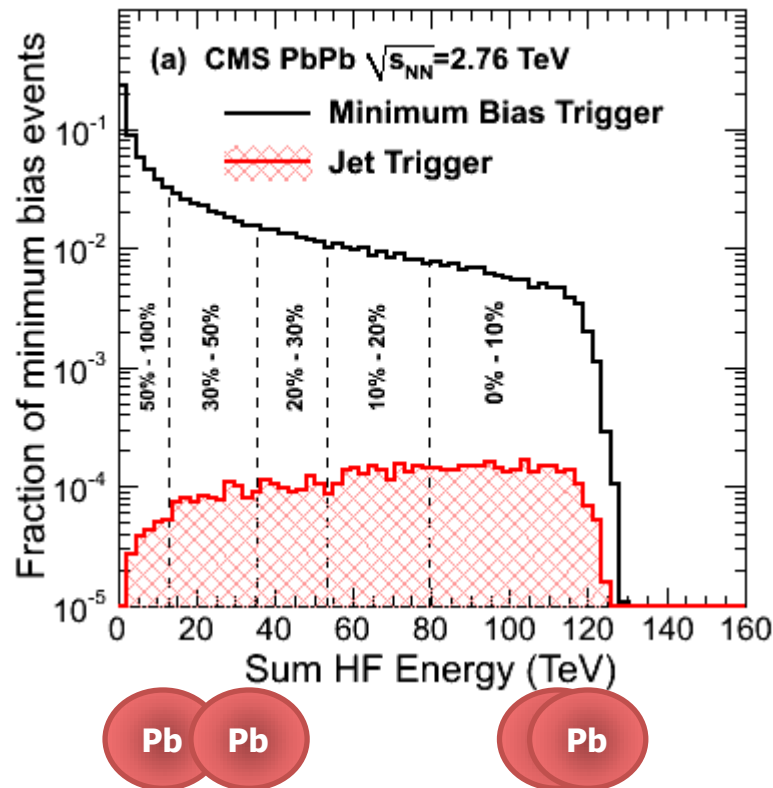 (a) CMS PbPb √s_NN=2.76 TeV
Minimum Bias Trigger
Jet Trigger
Fraction of minimum bias events
10^-1
10^-2
10^-3
10^-4
10^-5
50% - 100%
30% - 50%
20% - 30%
10% - 20%
0% - 10%
0 20 40 60 80 100 120 140 160
Sum HF Energy (TeV)
Pb Pb Pb